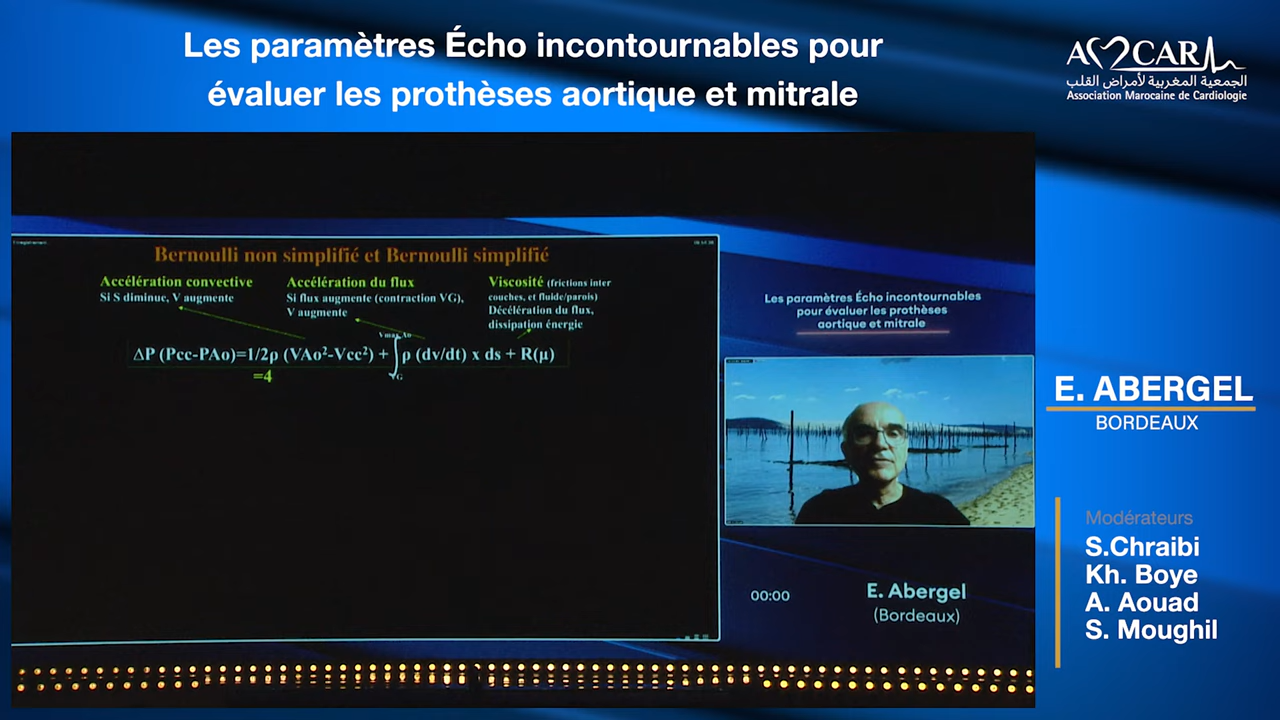 Les paramètres Écho incontournables pour
évaluer les prothèses aortique et mitrale
AM CAR
الجمعية المغربية لأمراض القلب
Association Marocaine de Cardiologie
Bernoulli non simplifié et Bernoulli simplifié
Accélération convective
Si S diminue, V augmente
Accélération du flux
Si flux augmente (contraction VG),
V augmente
Viscosité (frictions inter
couches, et fluide/parois)
Décélération du flux,
dissipation énergie
ΔP (Pcc-PAo)=1/2ρ (VAo²-Vcc²) + ∫ρ (dv/dt) x ds + R(μ)
=4
VG
Les paramètres Écho incontournables
pour évaluer les prothèses
aortique et mitrale
00:00
E. Abergel
(Bordeaux)
E. ABERGEL
BORDEAUX
Modérateurs
S.Chraibi
Kh. Boye
A. Aouad
S. Moughil